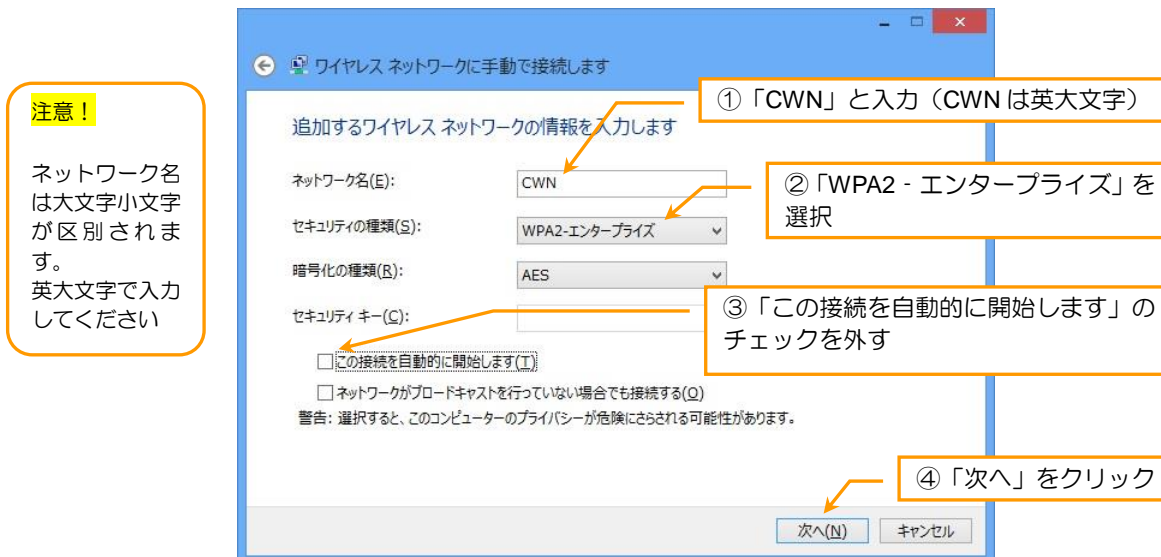 ワイヤレス ネットワークに手動で接続します
注意！
ネットワーク名
は大文字小文字
が区別されま
す。
英大文字で入力
してください
①「CWN」と入力（CWN は英大文字）
追加するワイヤレス ネットワークの情報を入力します
ネットワーク名(E):
CWN
②「WPA2‐エンタープライズ」を
選択
セキュリティの種類(S):
WPA2-エンタープライズ
暗号化の種類(R):
AES
セキュリティ キー(C):
③「この接続を自動的に開始します」の
チェックを外す
この接続を自動的に開始します(T)
ネットワークがブロードキャストを行っていない場合でも接続する(O)
警告: 選択すると、このコンピューターのプライバシーが危険にさらされる可能性があります。
④「次へ」をクリック
次へ(N)
キャンセル